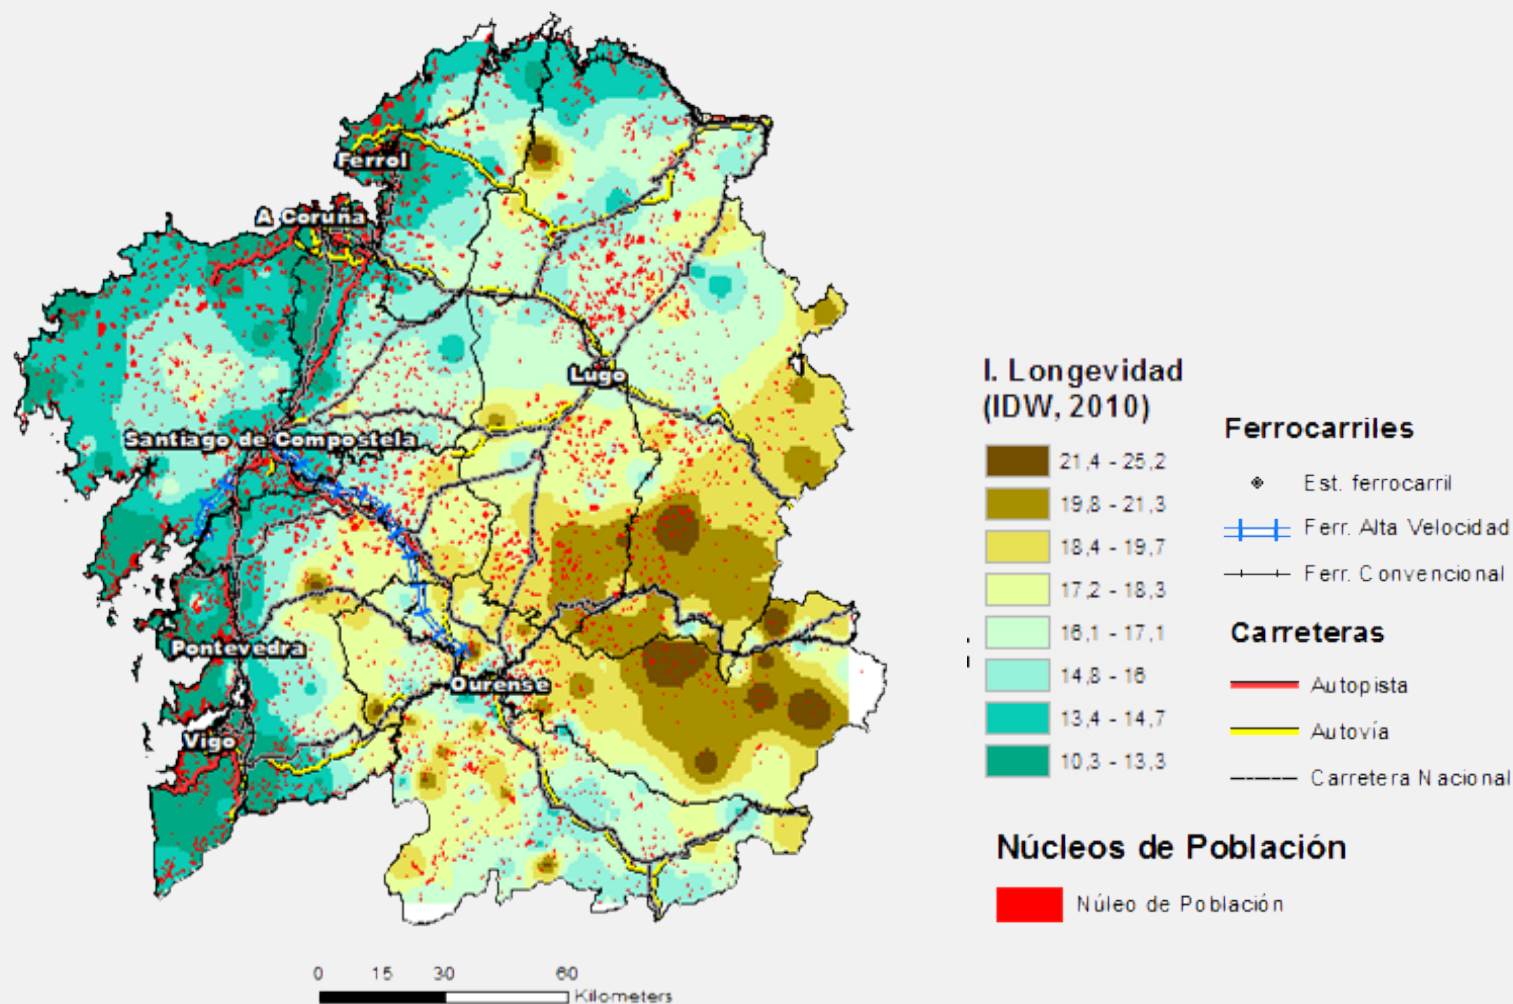 Ferrol
A Coruña
Lugo
Santiago de Compostela
Pontevedra
Ourense
Vigo
0 15 30 60
Kilometers
I. Longevidad
(IDW, 2010)
21,4 - 25,2
19,8 - 21,3
18,4 - 19,7
17,2 - 18,3
16,1 - 17,1
14,8 - 16
13,4 - 14,7
10,3 - 13,3
Ferrocarriles
Est. ferrocarril
Ferr. Alta Velocidad
Ferr. Convencional
Carreteras
Autopista
Autovía
Carretera Nacional
Núcleos de Población
Núleo de Población